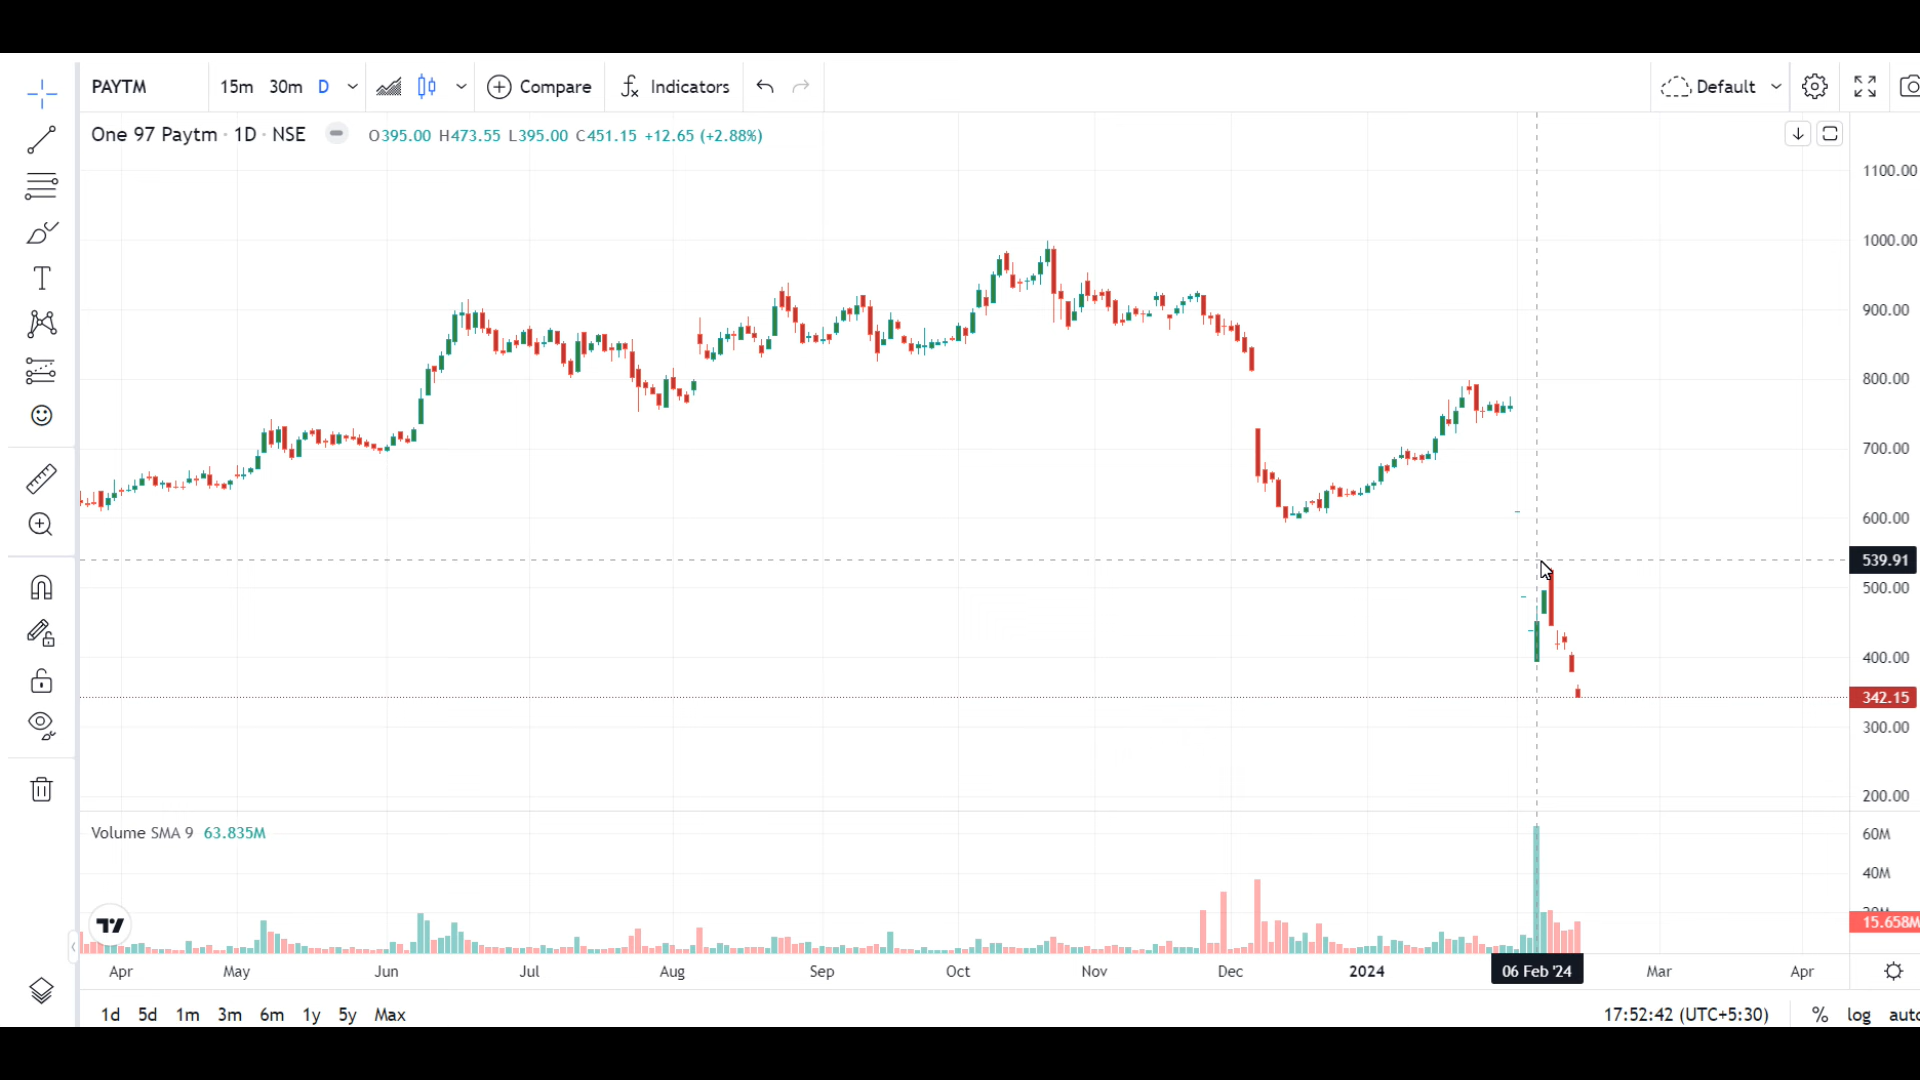 PAYTM 15m 30m D Compare Indicators Default
One 97 Paytm · 1D · NSE O395.00 H473.55 L395.00 C451.15 +12.65 (+2.88%)
1100.00
1000.00
900.00
800.00
700.00
600.00
539.91
500.00
400.00
342.15
300.00
200.00
Volume SMA 9 63.835M
60M
40M
15.658M
Apr May Jun Jul Aug Sep Oct Nov Dec 2024 06 Feb '24 Mar Apr
1d 5d 1m 3m 6m 1y 5y Max 17:52:42 (UTC+5:30) % log auto